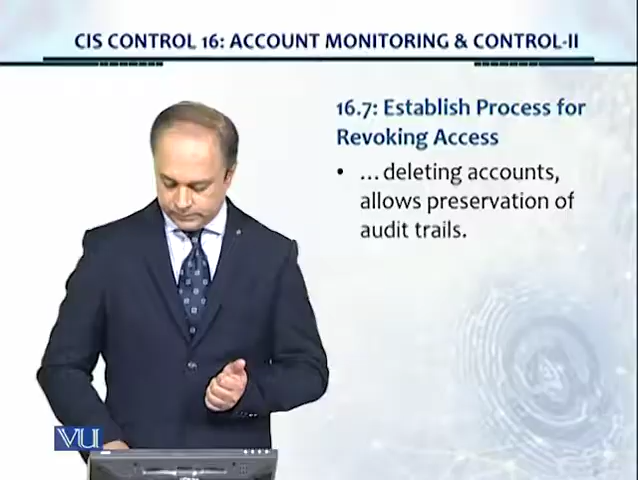 CIS CONTROL 16: ACCOUNT MONITORING & CONTROL-II
16.7: Establish Process for
Revoking Access
• ...deleting accounts,
allows preservation of
audit trails.
VU